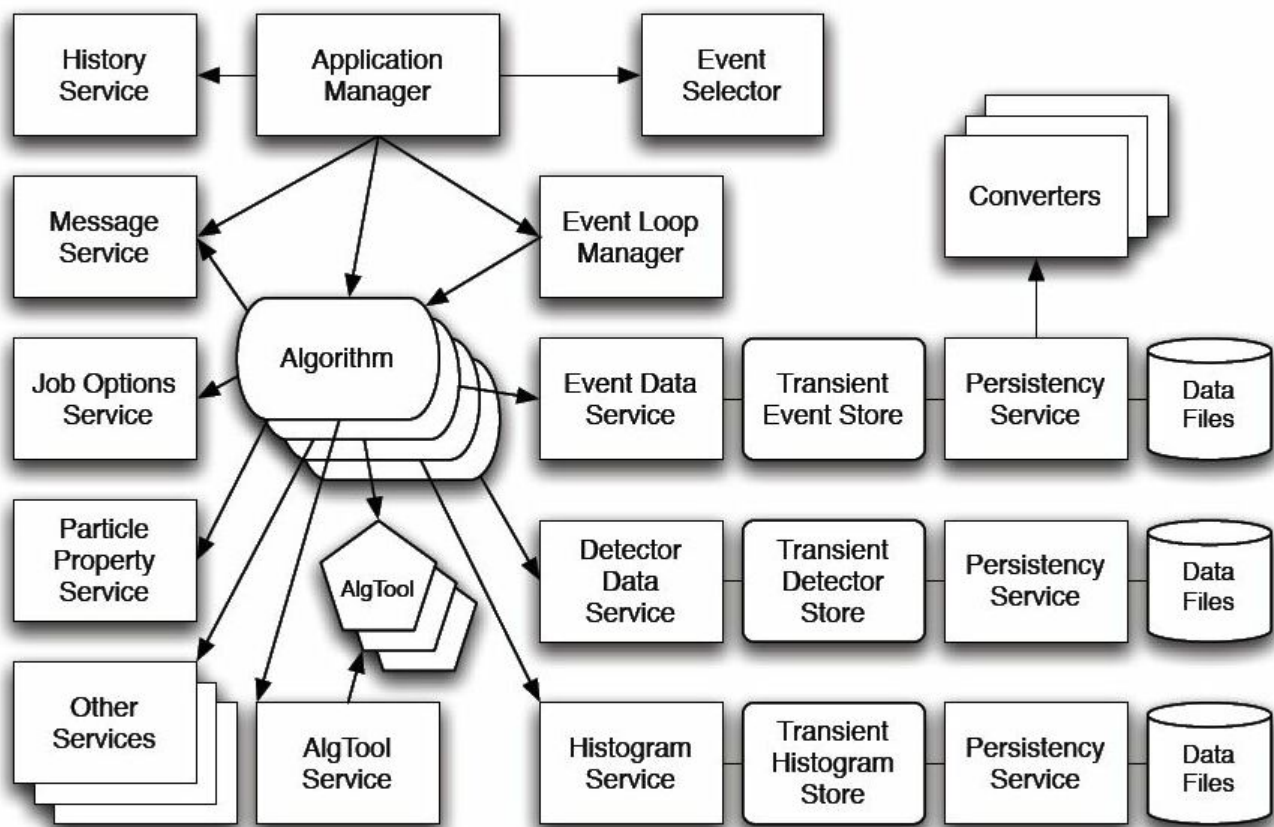 History
Service
Application
Manager
Event
Selector
Message
Service
Event Loop
Manager
Converters
Algorithm
Job Options
Service
Event Data
Service
Transient
Event Store
Persistency
Service
Data
Files
Particle
Property
Service
AlgTool
Detector
Data
Service
Transient
Detector
Store
Persistency
Service
Data
Files
Other
Services
AlgTool
Service
Histogram
Service
Transient
Histogram
Store
Persistency
Service
Data
Files